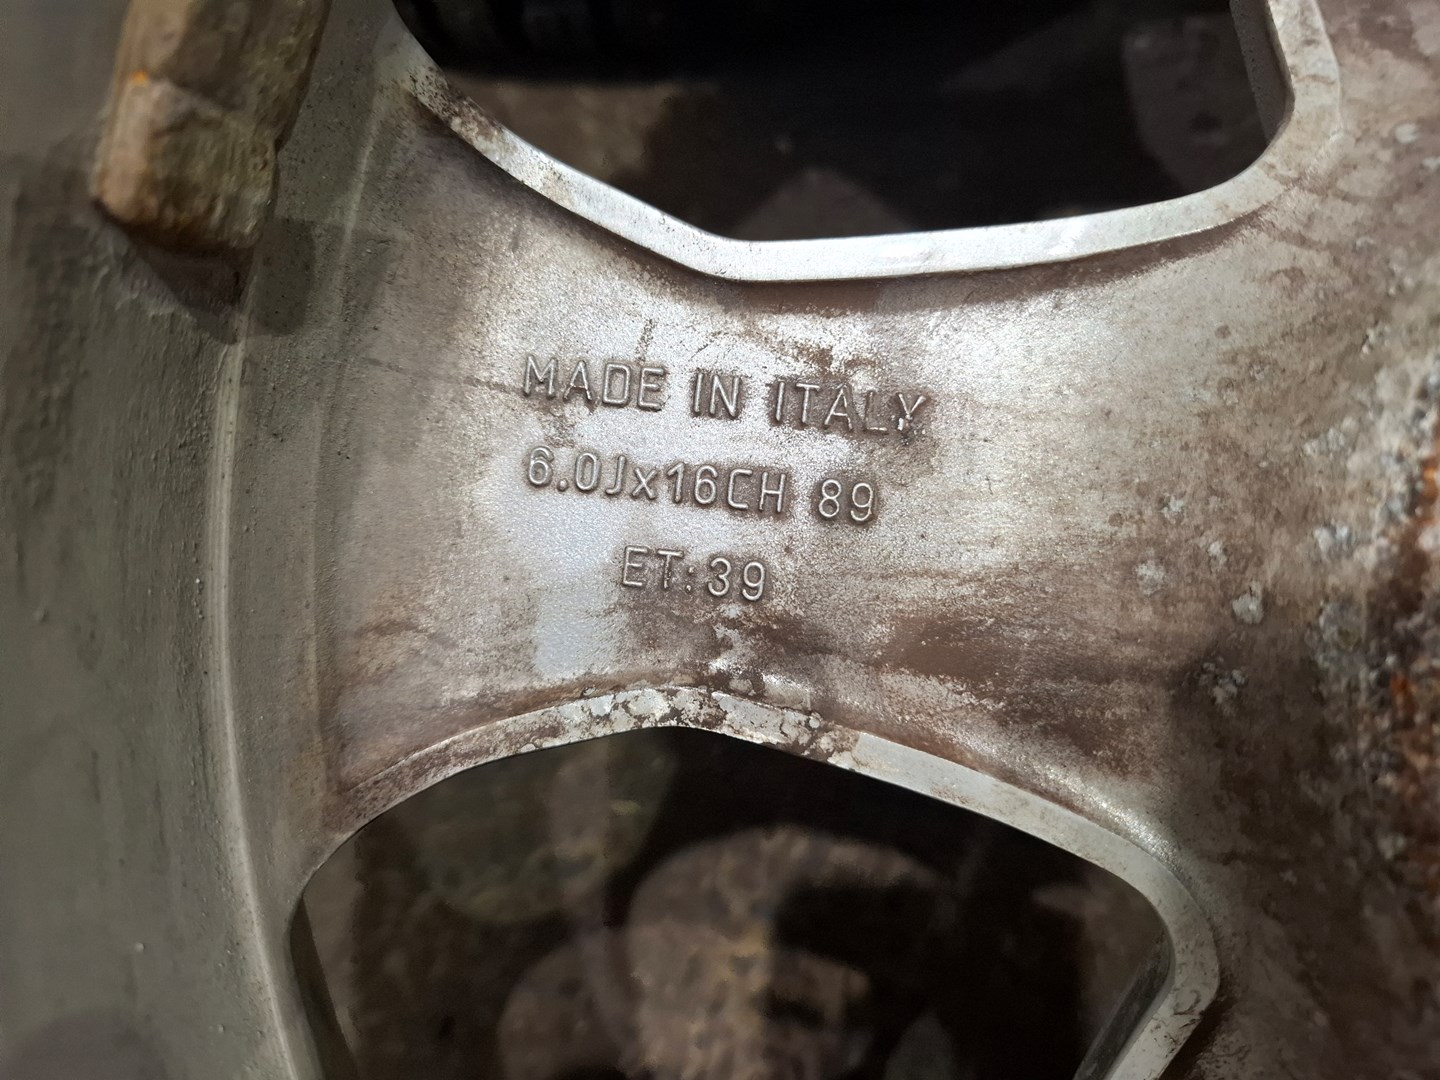 MADE IN ITALY
6.0Jx16CH 89
ET:39